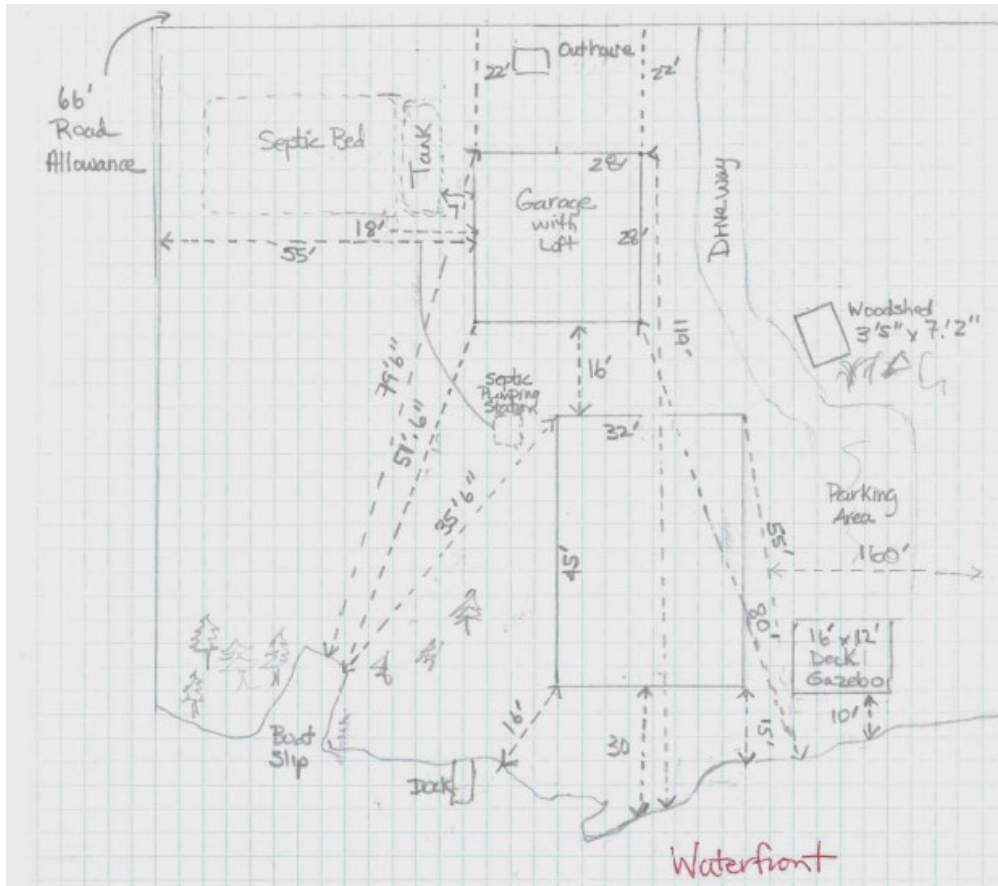 66'
Road
Allowance
22'
Outhouse
22'
Septic Bed
Tank
28'
7'
Garage
with
Loft
28'
18'
55'
Driveway
Woodshed
3'5" x 7'2"
119'
16'
Septic
Pumping
Station
79'6"
57'6"
35'6"
32'
45'
55'
Parking
Area
160'
80'
16' x 12'
Deck
Gazebo
10'
16'
30
15'
Boat
Slip
Dock
Waterfront